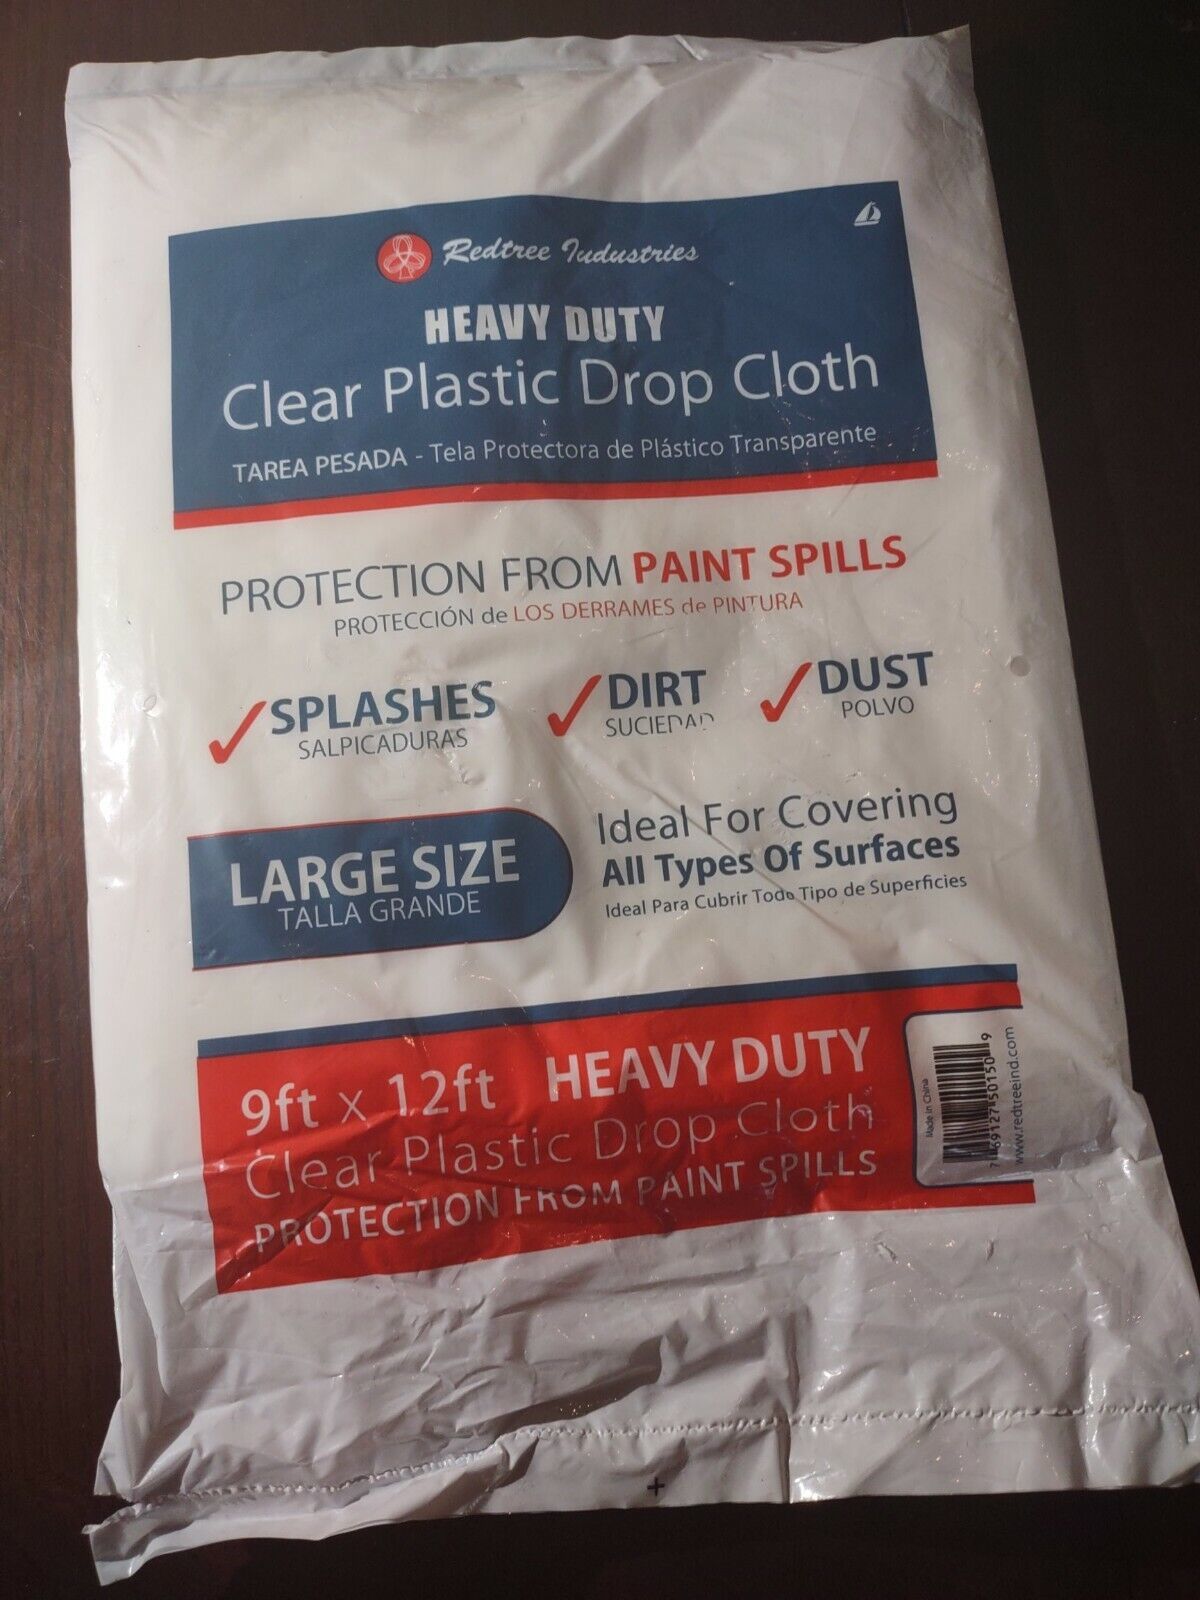 Redtree Industries
HEAVY DUTY
Clear Plastic Drop Cloth
TAREA PESADA - Tela Protectora de Plástico Transparente
PROTECTION FROM PAINT SPILLS
PROTECCIÓN de LOS DERRAMES de PINTURA
SPLASHES
SALPICADURAS
DIRT
SUCIEDAD
DUST
POLVO
LARGE SIZE
TALLA GRANDE
Ideal For Covering
All Types Of Surfaces
Ideal Para Cubrir Todo Tipo de Superficies
9ft x 12ft HEAVY DUTY
Clear Plastic Drop Cloth
PROTECTION FROM PAINT SPILLS
Made in China
www.redtreeind.com